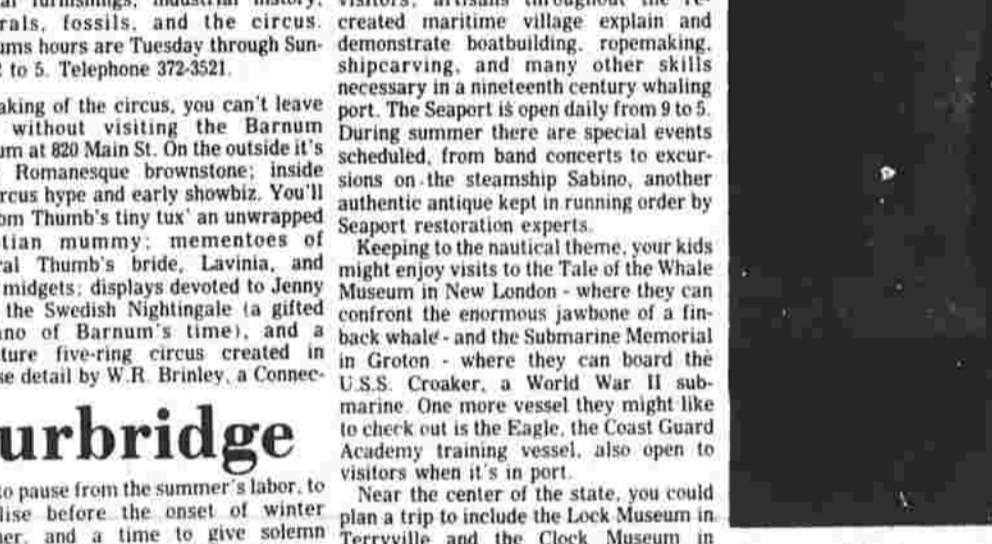 furnishings, industrial history,
rals, fossils, and the circus.
ums hours are Tuesday through Sun-
to 5. Telephone 372-3521.
aking of the circus, you can't leave
without visiting the Barnum
um at 820 Main St. On the outside it's
Romanesque brownstone; inside
rcus hype and early showbiz. You'll
om Thumb's tiny tux' an unwrapped
tian mummy; mementoes of
ral Thumb's bride, Lavinia, and
midgets; displays devoted to Jenny
the Swedish Nightingale (a gifted
ano of Barnum's time), and a
ture five-ring circus created in
se detail by W.R. Brinley, a Connec-
urbridge
to pause from the summer's labor, to
lise before the onset of winter
her, and a time to give solemn
visitors, artisans throughout the re-
created maritime village explain and
demonstrate boatbuilding, ropemaking,
shipcarving, and many other skills
necessary in a nineteenth century whaling
port. The Seaport is open daily from 9 to 5.
During summer there are special events
scheduled, from band concerts to excur-
sions on the steamship Sabino, another
authentic antique kept in running order by
Seaport restoration experts.
Keeping to the nautical theme, your kids
might enjoy visits to the Tale of the Whale
Museum in New London - where they can
confront the enormous jawbone of a fin-
back whale - and the Submarine Memorial
in Groton - where they can board the
U.S.S. Croaker, a World War II sub-
marine. One more vessel they might like
to check out is the Eagle, the Coast Guard
Academy training vessel, also open to
visitors when it's in port.
Near the center of the state, you could
plan a trip to include the Lock Museum in
Terryville and the Clock Museum in